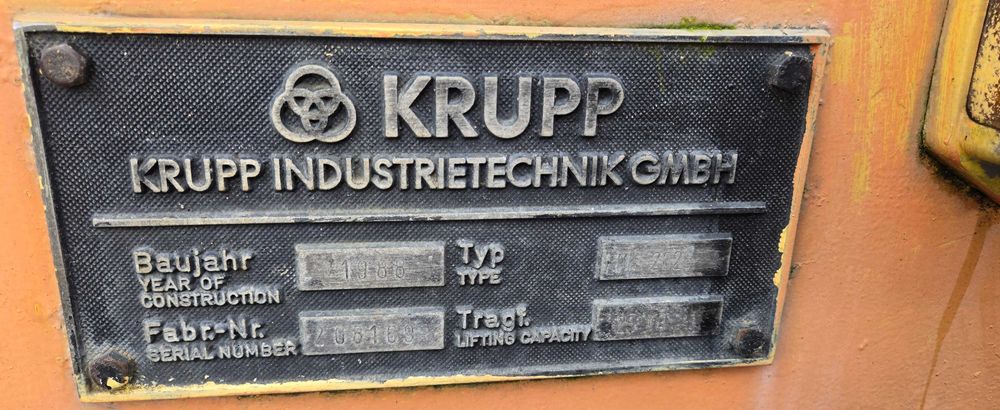 KRUPP
KRUPP INDUSTRIETECHNIK GMBH
Baujahr
YEAR OF
CONSTRUCTION
Typ
TYPE
Fabr.-Nr.
SERIAL NUMBER
Tragf.
LIFTING CAPACITY